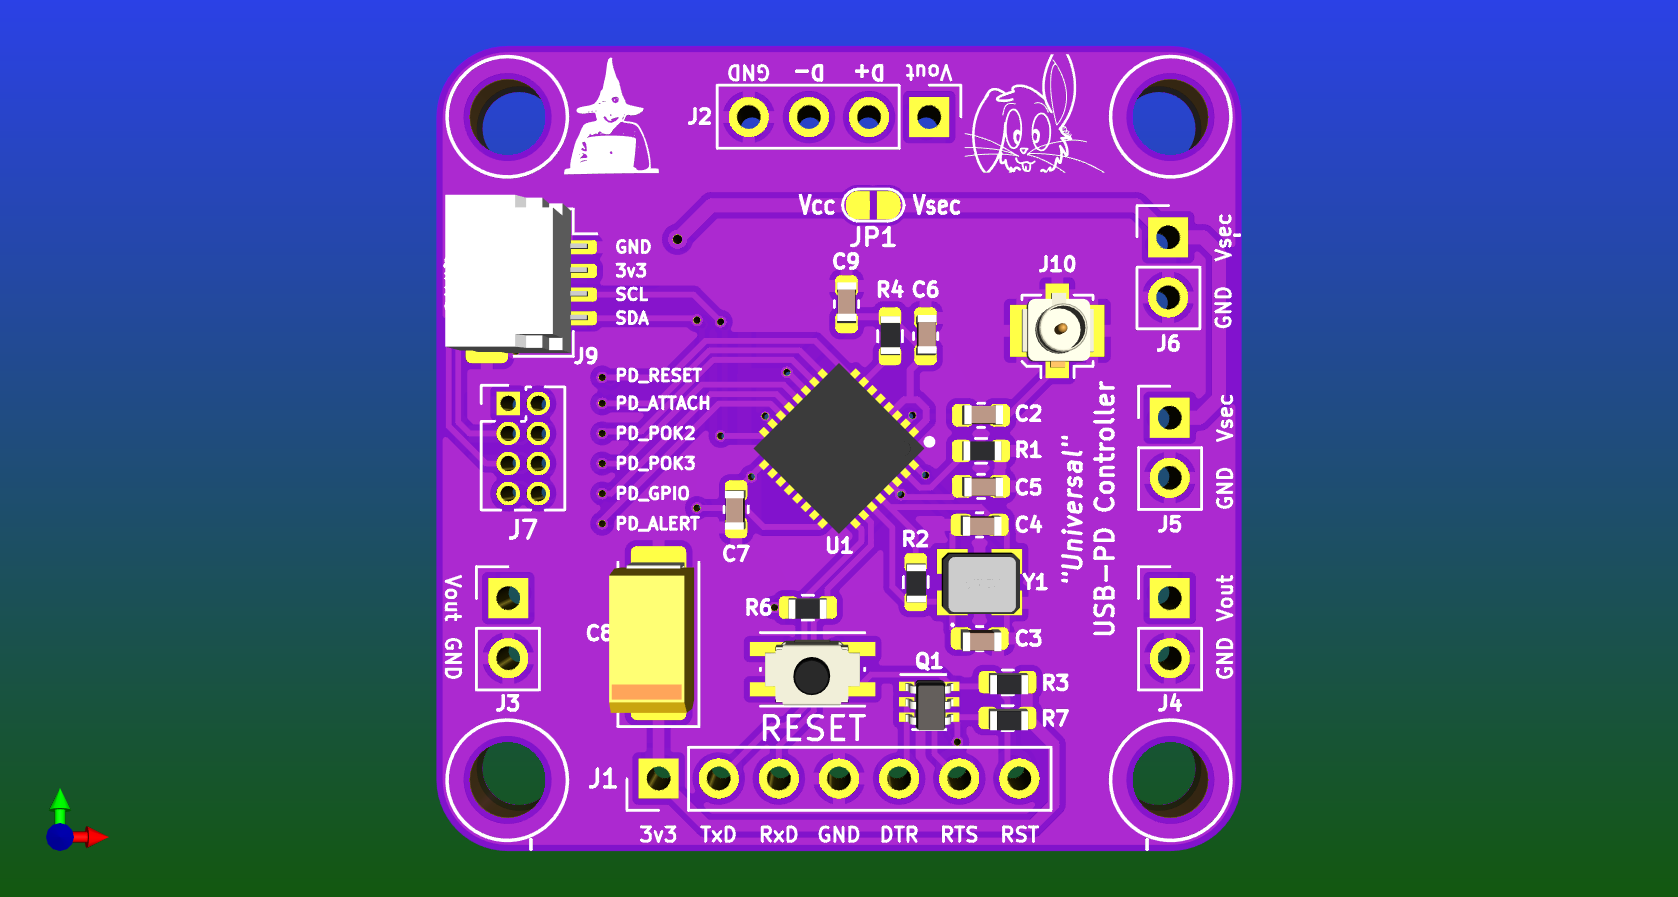 GND D- D+ Vout
J2
Vcc Vsec
JP1
GND
3v3
SCL
SDA
J9
C9
R4 C6
J10
Vsec
GND
J6
PD_RESET
PD_ATTACH
PD_POK2
PD_POK3
PD_GPIO
PD_ALERT
J7
C7
U1
C2
R1
C5
C4
R2
Y1
C3
"Universal"
USB-PD Controller
Vsec
GND
J5
Vout
GND
J3
C8
R6
RESET
Q1
R3
R7
Vout
GND
J4
J1
3v3 TxD RxD GND DTR RTS RST